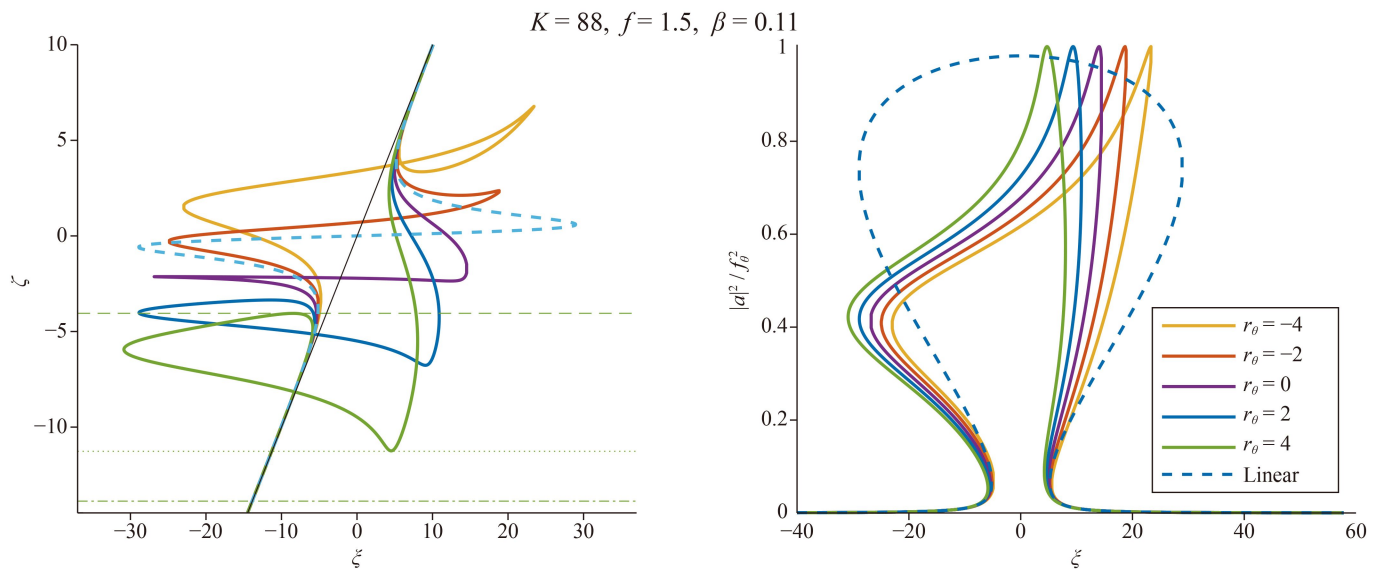 K = 88, f = 1.5, β = 0.11
10
5
0
−5
−10
ζ
−30 −20 −10 0 10 20 30
ξ
1
0.8
0.6
0.4
0.2
0
|a|² / f_θ²
−40 −20 0 20 40 60
ξ
r_θ = −4
r_θ = −2
r_θ = 0
r_θ = 2
r_θ = 4
Linear